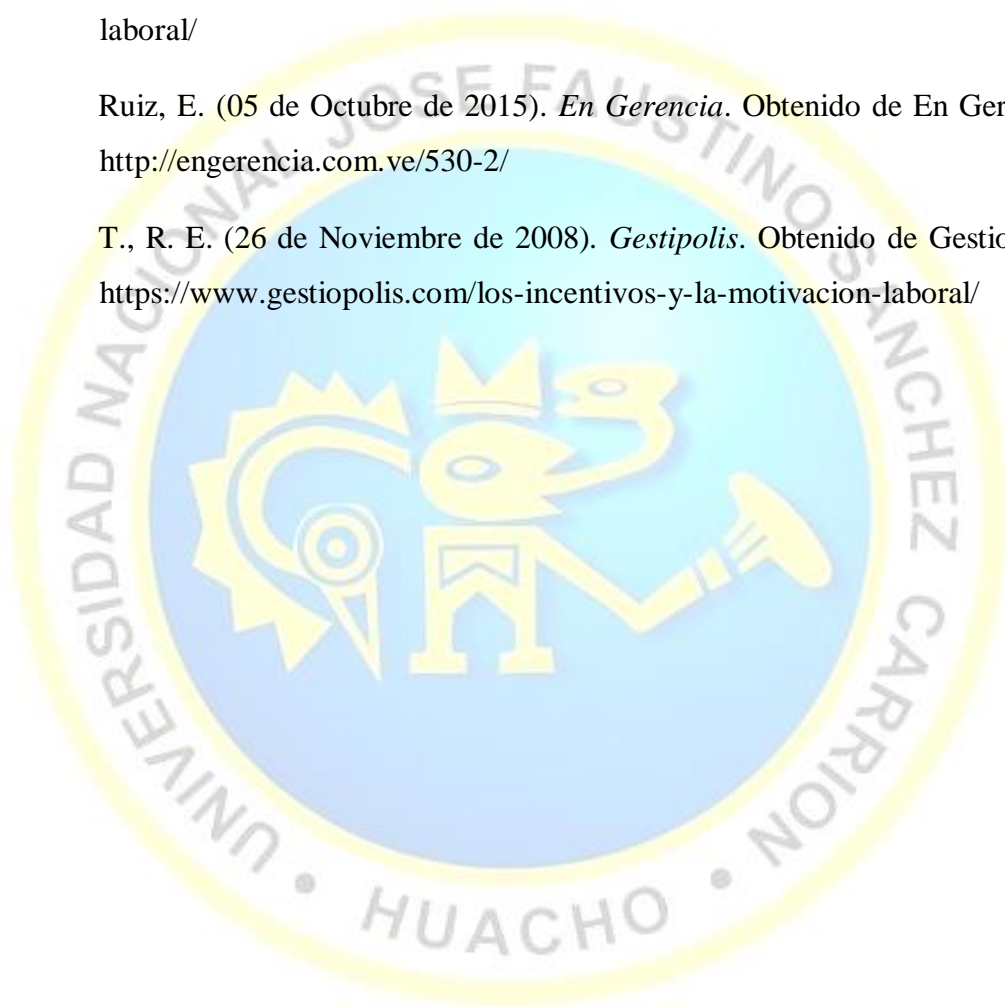 laboral/
Ruiz, E. (05 de Octubre de 2015). En Gerencia. Obtenido de En Ger
http://engerencia.com.ve/530-2/
T., R. E. (26 de Noviembre de 2008). Gestipolis. Obtenido de Gestio
https://www.gestiopolis.com/los-incentivos-y-la-motivacion-laboral/
UNIVERSIDAD NACIONAL JOSE FAUSTINO SANCHEZ CARRION • HUACHO •